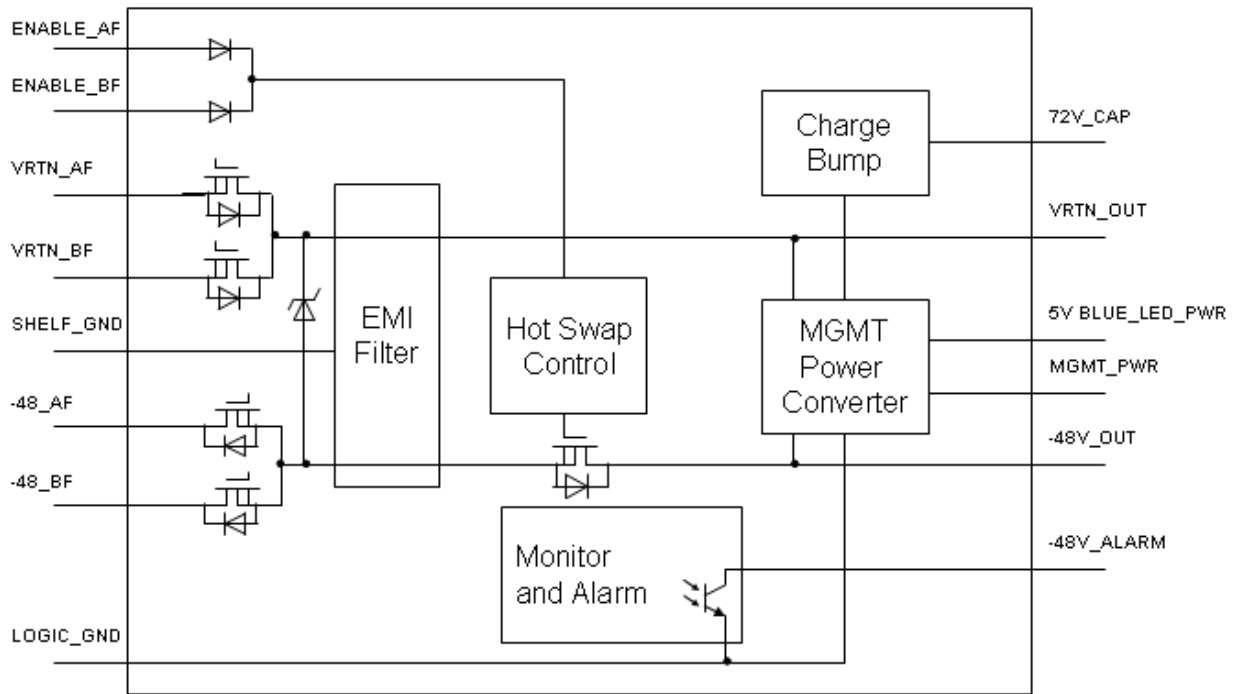 ENABLE_AF
ENABLE_BF
VRTN_AF
VRTN_BF
SHELF_GND
-48_AF
-48_BF
LOGIC_GND
EMI
Filter
Hot Swap
Control
Charge
Bump
MGMT
Power
Converter
Monitor
and Alarm
72V_CAP
VRTN_OUT
5V BLUE_LED_PWR
MGMT_PWR
-48V_OUT
-48V_ALARM